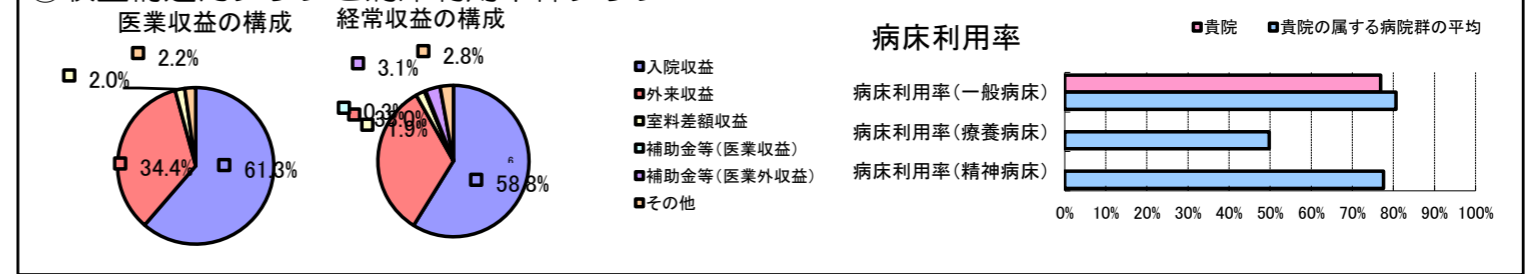 医業収益の構成
2.2%
2.0%
34.4%
61.3%
経常収益の構成
2.8%
3.1%
0.3%
1.9%
58.8%
入院収益
外来収益
室料差額収益
補助金等(医業収益)
補助金等(医業外収益)
その他
病床利用率
貴院
貴院の属する病院群の平均
病床利用率(一般病床)
病床利用率(療養病床)
病床利用率(精神病床)
0% 10% 20% 30% 40% 50% 60% 70% 80% 90% 100%